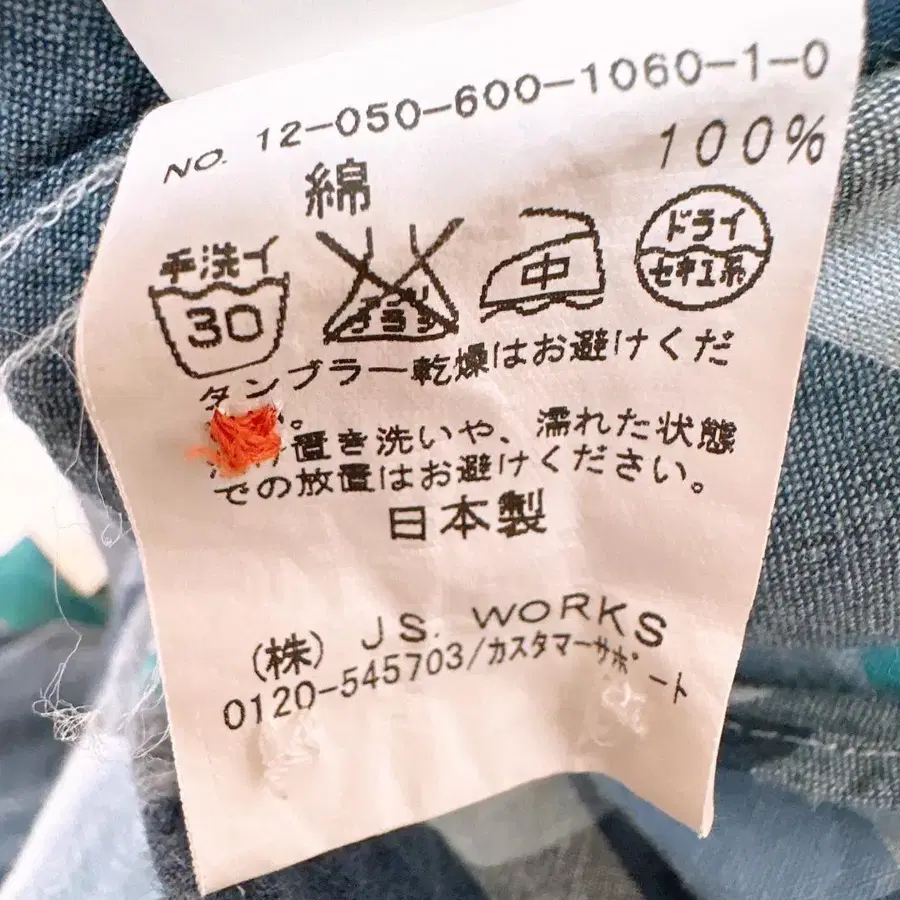 NO. 12-050-600-1060-1-0
綿 100%
手洗イ
30
中
ドライ
セキユ系
タンブラー乾燥はお避けくだ
。
置き洗いや、濡れた状態
での放置はお避けください。
日本製
(株) JS. WORKS
0120-545703/カスタマーサポート